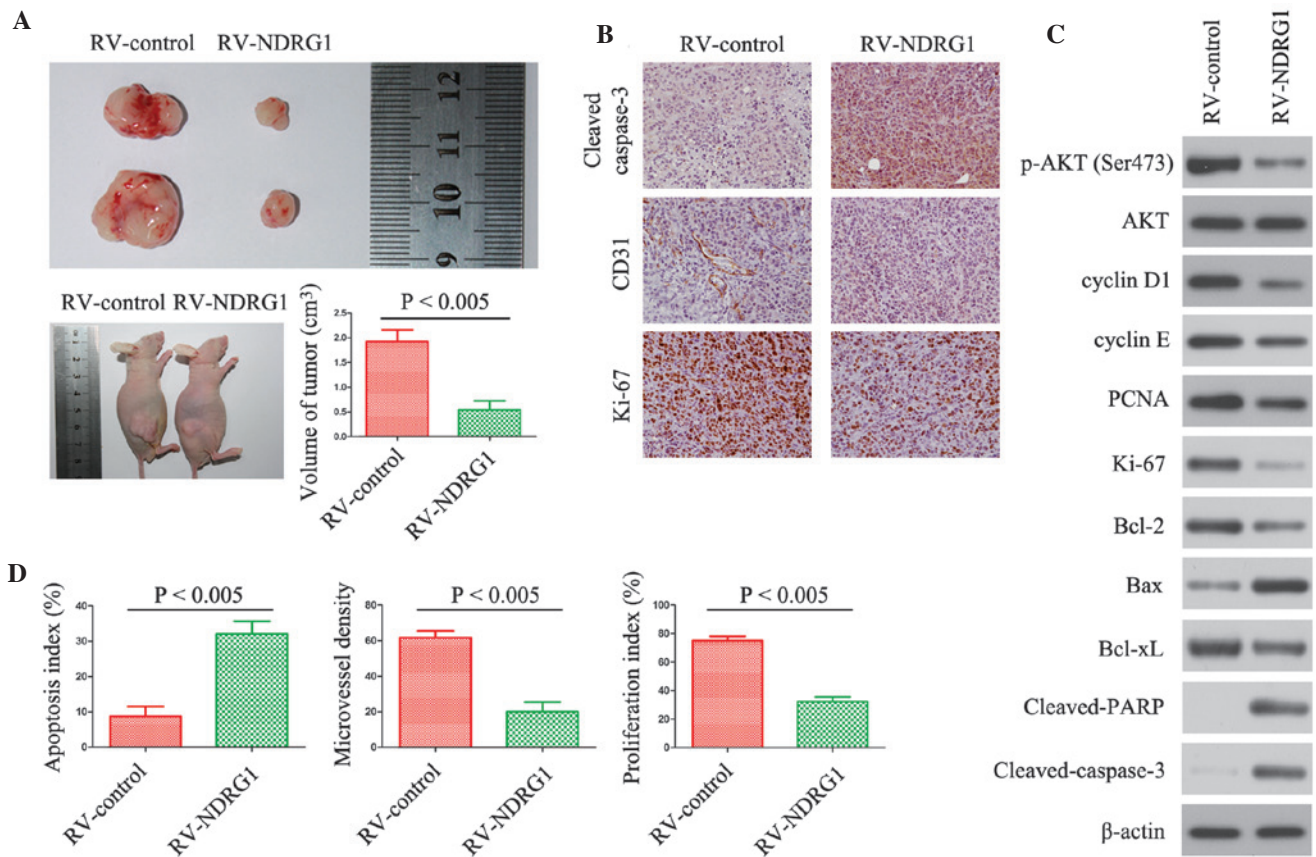 A
RV-control RV-NDRG1
12
11
10
9
RV-control RV-NDRG1
Volume of tumor (cm³)
P < 0.005
2.5
2.0
1.5
1.0
0.5
0.0
RV-control
RV-NDRG1
B
RV-control RV-NDRG1
Cleaved
caspase-3
CD31
Ki-67
C
RV-control
RV-NDRG1
p-AKT (Ser473)
AKT
cyclin D1
cyclin E
PCNA
Ki-67
Bcl-2
Bax
Bcl-xL
Cleaved-PARP
Cleaved-caspase-3
β-actin
D
Apoptosis index (%)
P < 0.005
40
30
20
10
0
RV-control
RV-NDRG1
Microvessel density
P < 0.005
80
60
40
20
0
RV-control
RV-NDRG1
Proliferation index (%)
P < 0.005
100
80
60
40
20
0
RV-control
RV-NDRG1